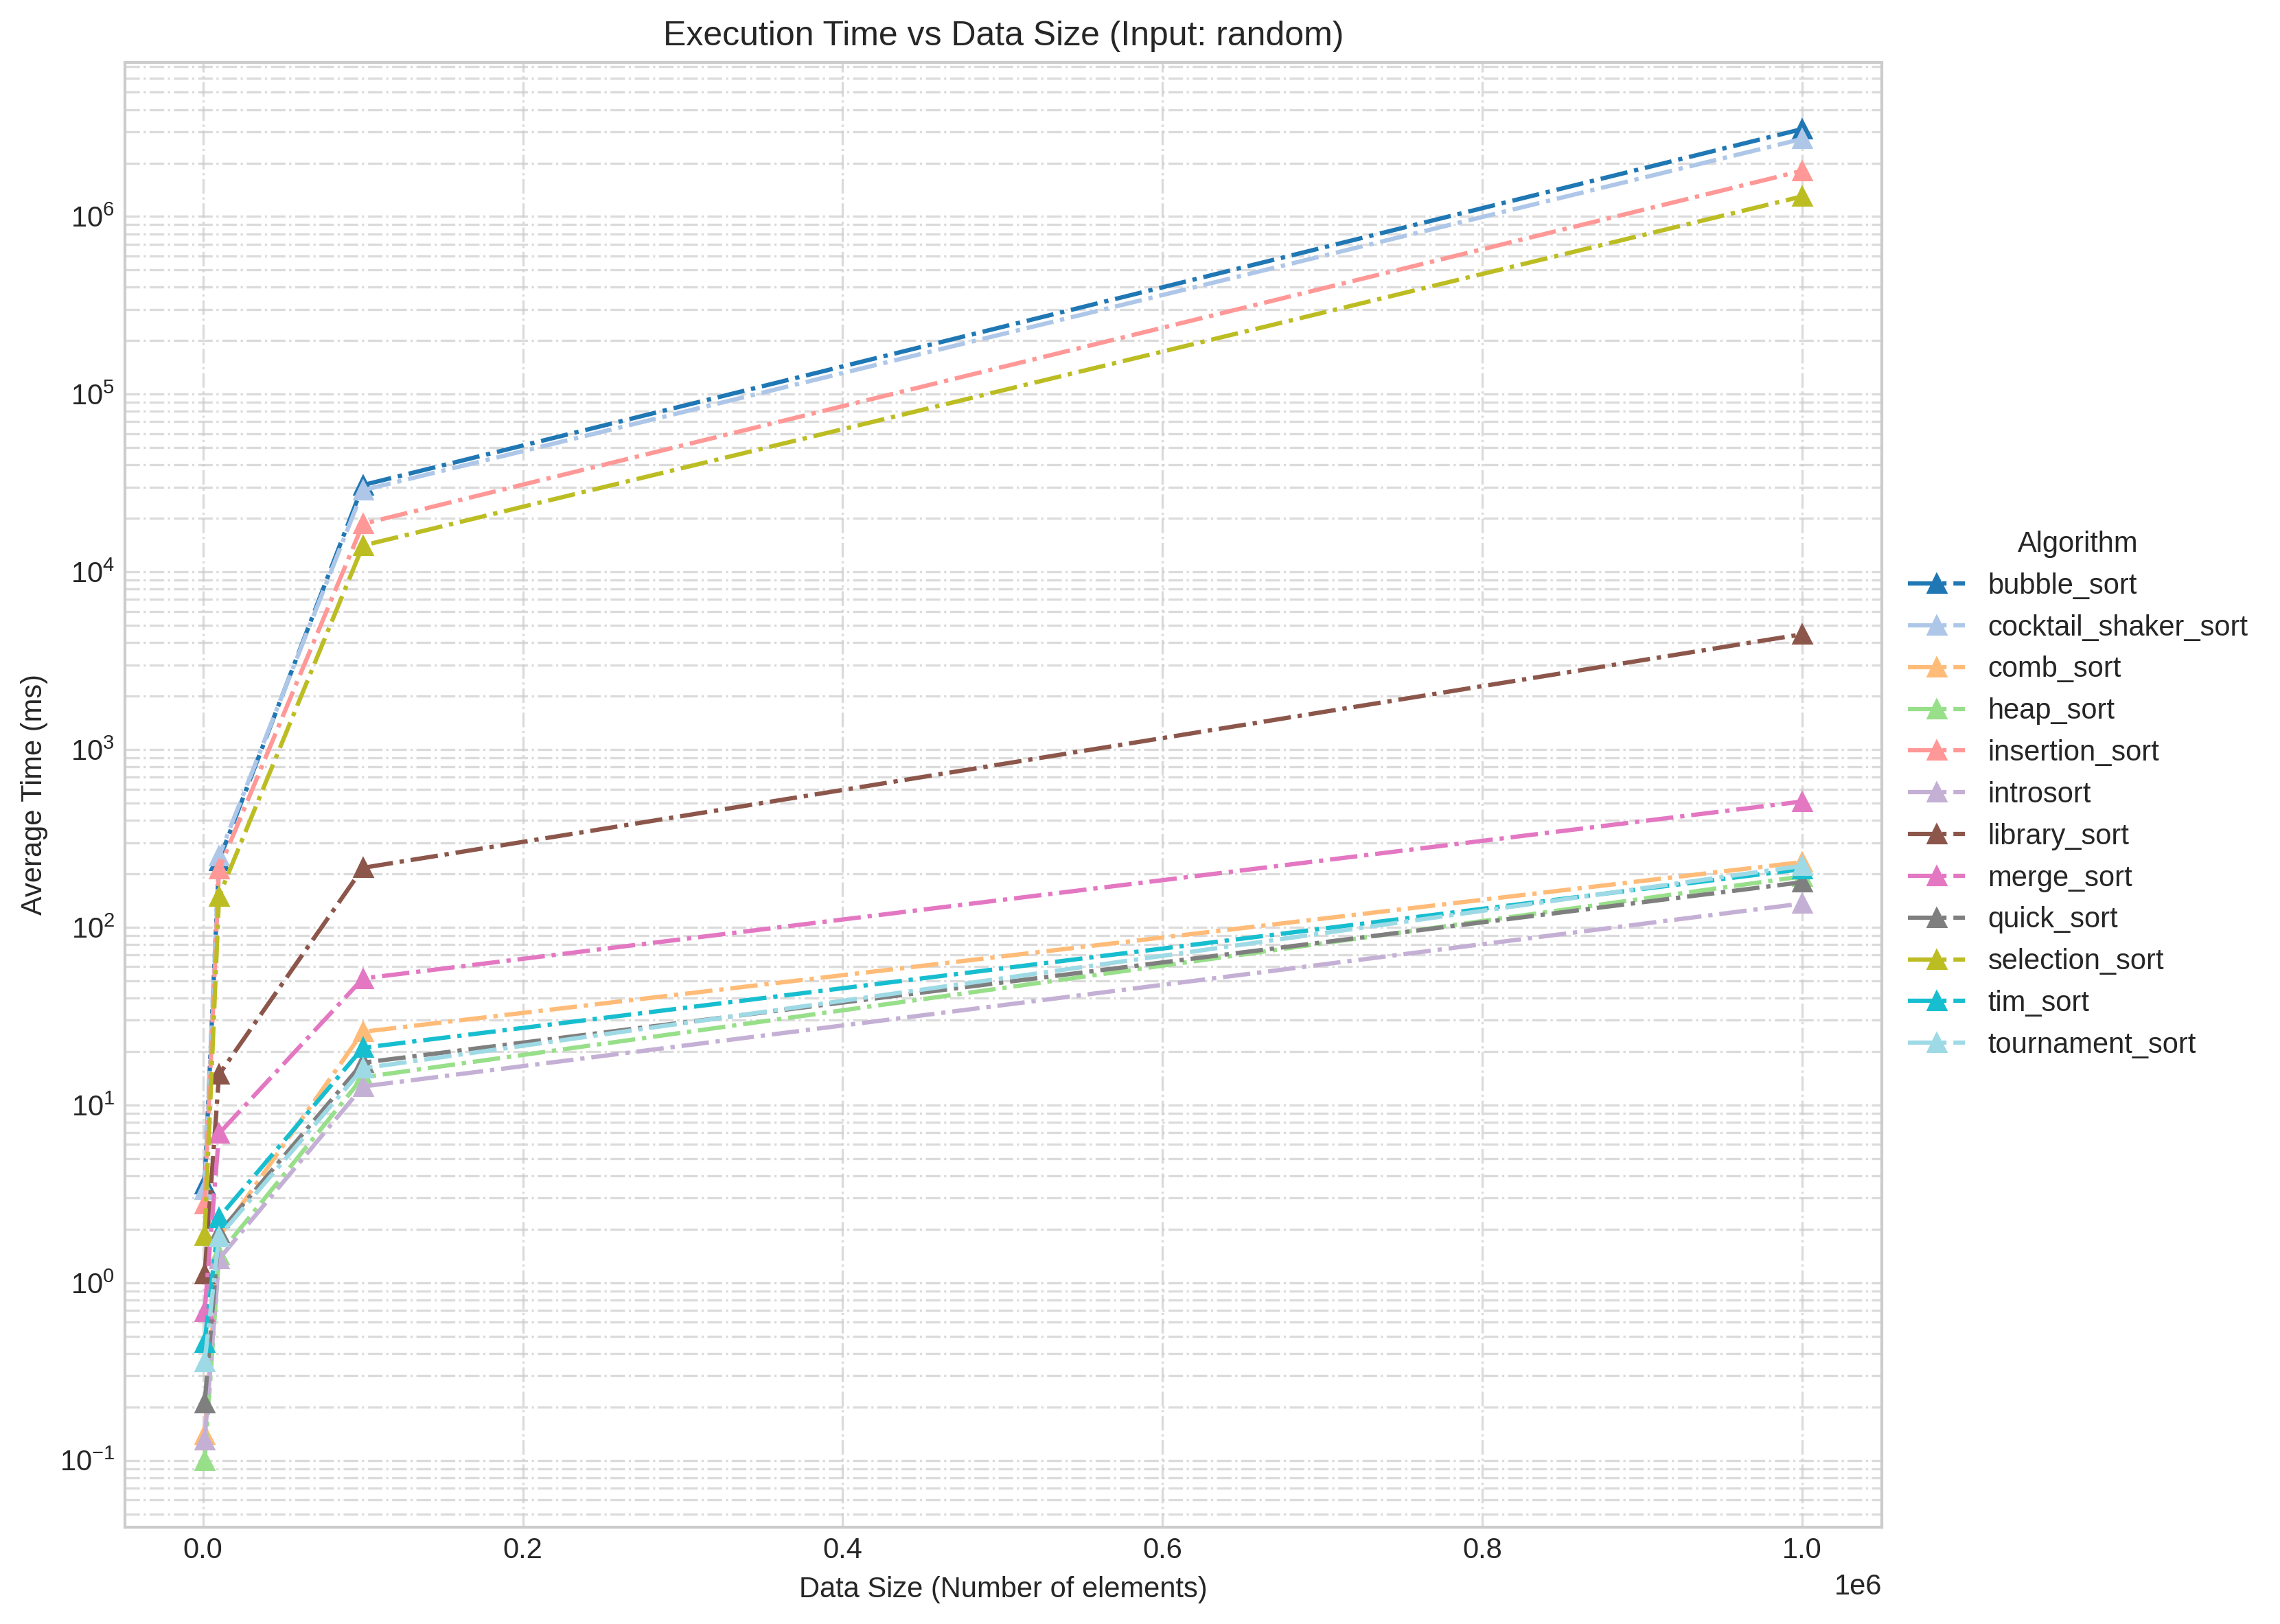 Execution Time vs Data Size (Input: random)
Average Time (ms)
10⁶
10⁵
10⁴
10³
10²
10¹
10⁰
10⁻¹
0.0 0.2 0.4 0.6 0.8 1.0
1e6
Data Size (Number of elements)
Algorithm
bubble_sort
cocktail_shaker_sort
comb_sort
heap_sort
insertion_sort
introsort
library_sort
merge_sort
quick_sort
selection_sort
tim_sort
tournament_sort